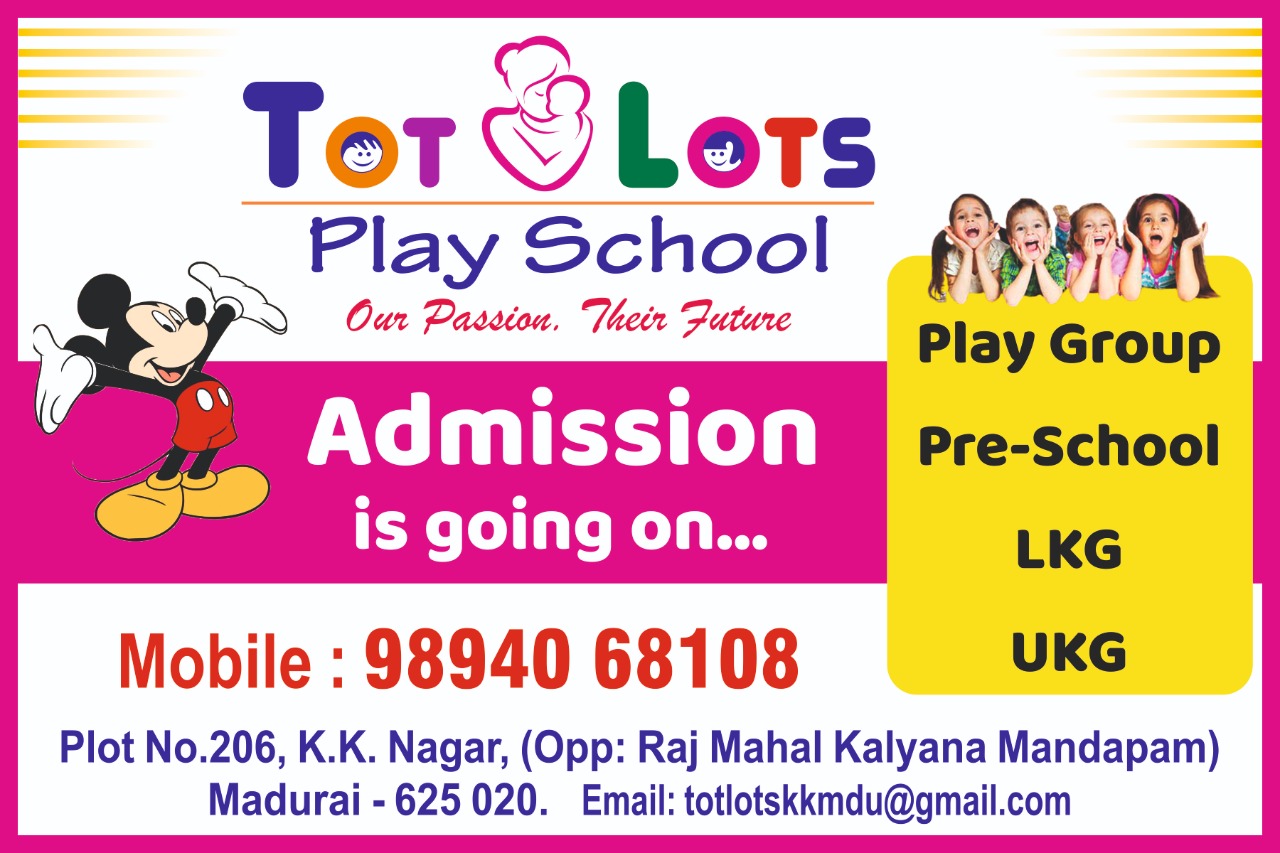 TOT LOTS
Play School
Our Passion. Their Future
Admission
is going on...
Play Group
Pre-School
LKG
UKG
Mobile : 98940 68108
Plot No.206, K.K. Nagar, (Opp: Raj Mahal Kalyana Mandapam)
Madurai - 625 020. Email: totlotskkmdu@gmail.com